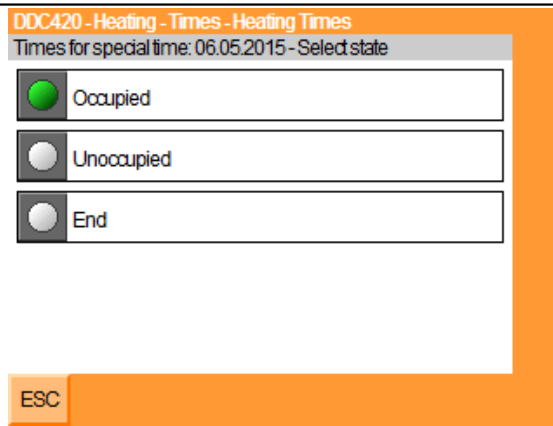 DDC420 - Heating - Times - Heating Times
Times for special time: 06.05.2015 - Select state
Occupied
Unoccupied
End
ESC